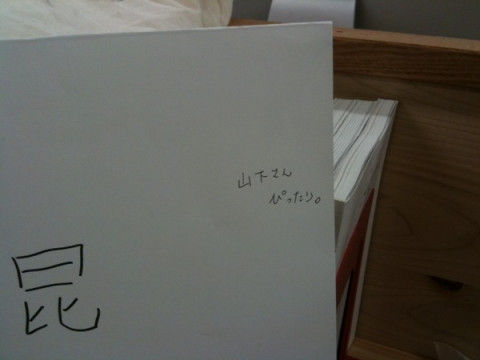 山下さん
ぴったり。
昆